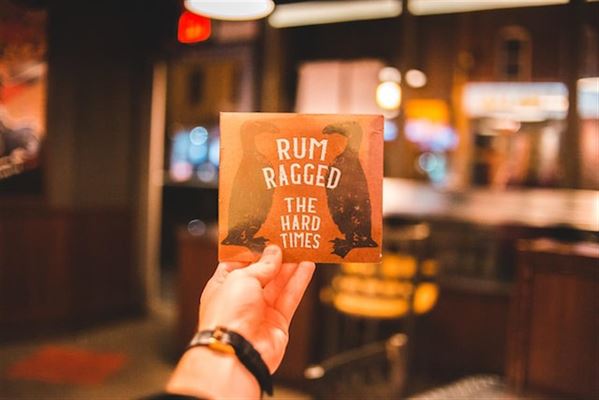 RUM
RAGGED
THE
HARD
TIMES